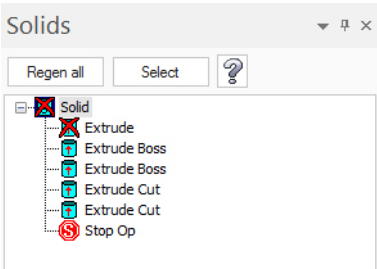 Solids
Regen all Select ?
Solid
Extrude
Extrude Boss
Extrude Boss
Extrude Cut
Extrude Cut
S Stop Op